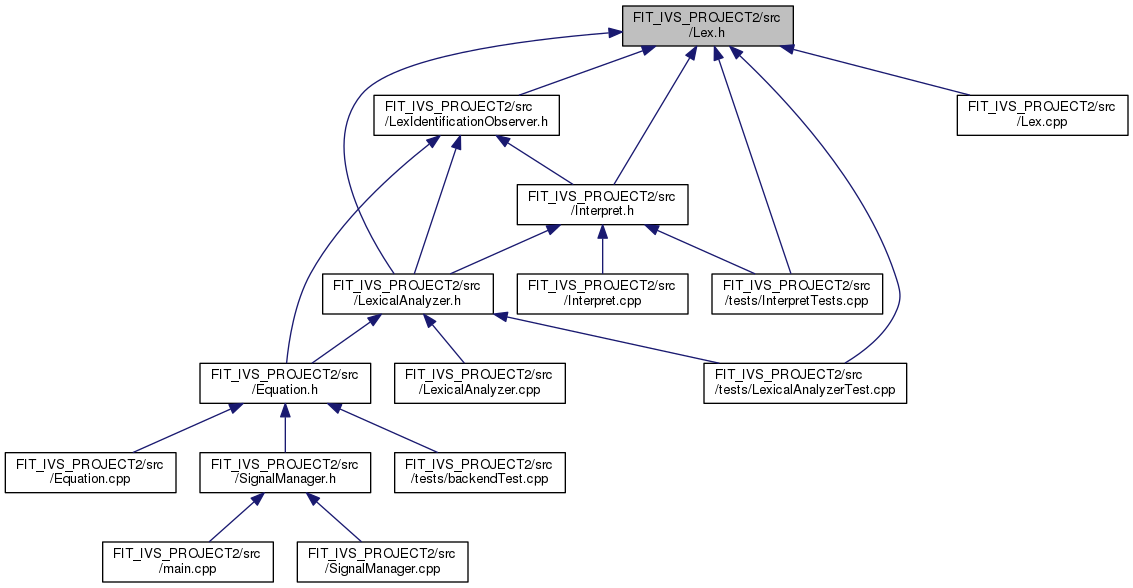 FIT_IVS_PROJECT2/src
/Lex.h
FIT_IVS_PROJECT2/src
/LexIdentificationObserver.h
FIT_IVS_PROJECT2/src
/Lex.cpp
FIT_IVS_PROJECT2/src
/Interpret.h
FIT_IVS_PROJECT2/src
/LexicalAnalyzer.h
FIT_IVS_PROJECT2/src
/Interpret.cpp
FIT_IVS_PROJECT2/src
/tests/InterpretTests.cpp
FIT_IVS_PROJECT2/src
/Equation.h
FIT_IVS_PROJECT2/src
/LexicalAnalyzer.cpp
FIT_IVS_PROJECT2/src
/tests/LexicalAnalyzerTest.cpp
FIT_IVS_PROJECT2/src
/Equation.cpp
FIT_IVS_PROJECT2/src
/SignalManager.h
FIT_IVS_PROJECT2/src
/tests/backendTest.cpp
FIT_IVS_PROJECT2/src
/main.cpp
FIT_IVS_PROJECT2/src
/SignalManager.cpp